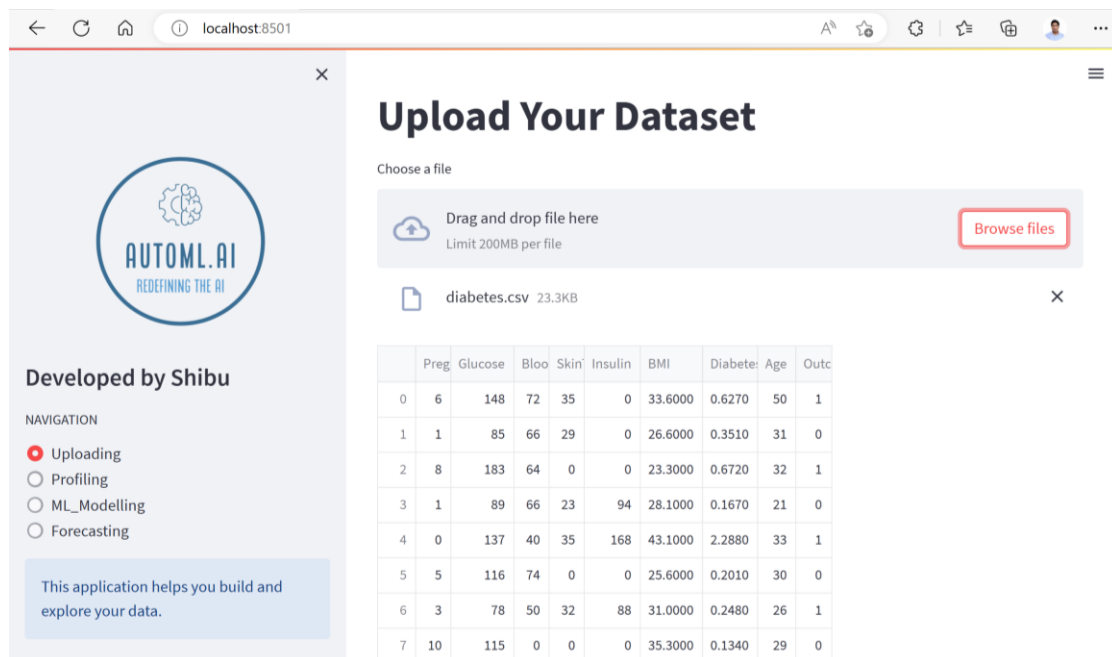 localhost:8501
AUTOML.AI
REDEFINING THE AI
Developed by Shibu
NAVIGATION
Uploading
Profiling
ML_Modelling
Forecasting
This application helps you build and
explore your data.
Upload Your Dataset
Choose a file
Drag and drop file here
Limit 200MB per file
Browse files
diabetes.csv 23.3KB
Preg Glucose Bloo Skin Insulin BMI Diabetes Age Outc
0 6 148 72 35 0 33.6000 0.6270 50 1
1 1 85 66 29 0 26.6000 0.3510 31 0
2 8 183 64 0 0 23.3000 0.6720 32 1
3 1 89 66 23 94 28.1000 0.1670 21 0
4 0 137 40 35 168 43.1000 2.2880 33 1
5 5 116 74 0 0 25.6000 0.2010 30 0
6 3 78 50 32 88 31.0000 0.2480 26 1
7 10 115 0 0 0 35.3000 0.1340 29 0